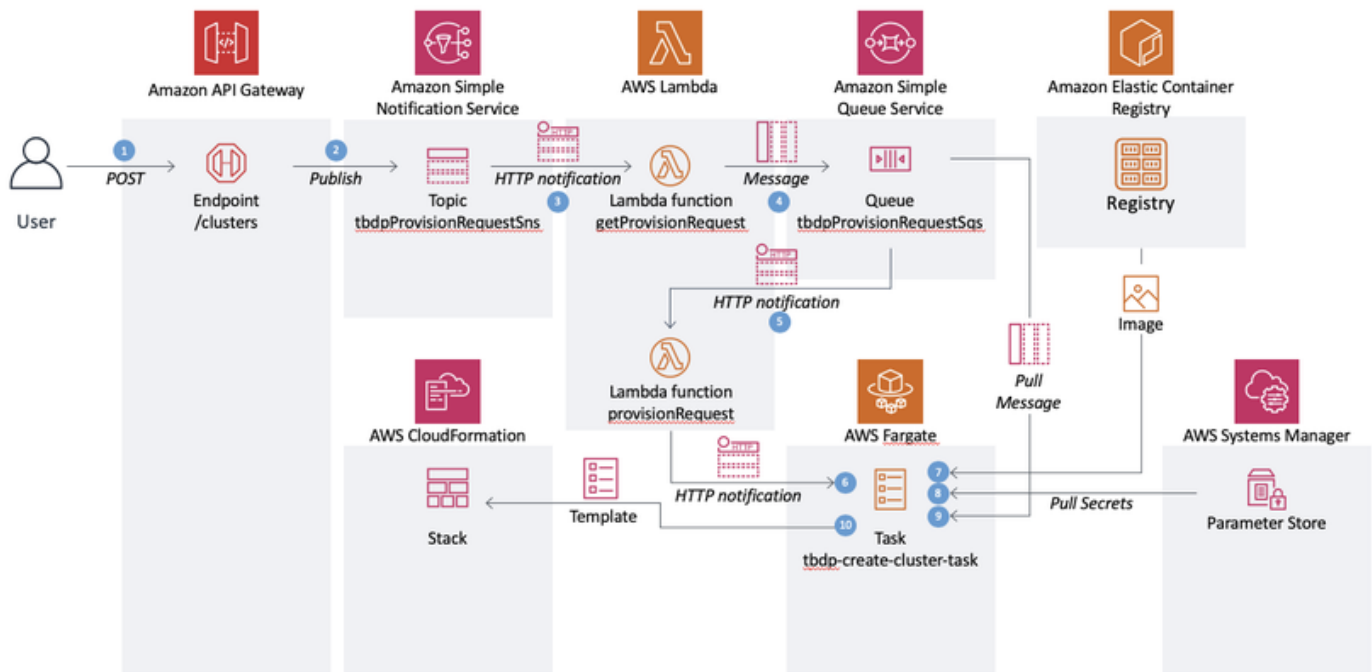 Amazon API Gateway
Amazon Simple
Notification Service
AWS Lambda
Amazon Simple
Queue Service
Amazon Elastic Container
Registry
User
1
POST
Endpoint
/clusters
2
Publish
Topic
tbdpProvisionRequestSns
HTTP
HTTP notification
3
Lambda function
getProvisionRequest
Message
4
Queue
tbdpProvisionRequestSqs
Registry
HTTP
HTTP notification
5
Image
Lambda function
provisionRequest
Pull
Message
AWS CloudFormation
AWS Fargate
AWS Systems Manager
HTTP
HTTP notification
6
7
8
9
10
Pull Secrets
Parameter Store
Template
Stack
Task
tbdp-create-cluster-task